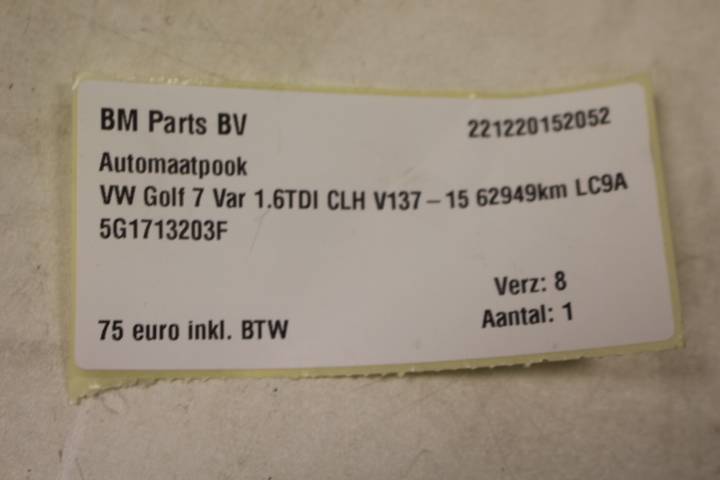 BM Parts BV 221220152052
Automaatpook
VW Golf 7 Var 1.6TDI CLH V137 – 15 62949km LC9A
5G1713203F
Verz: 8
Aantal: 1
75 euro inkl. BTW